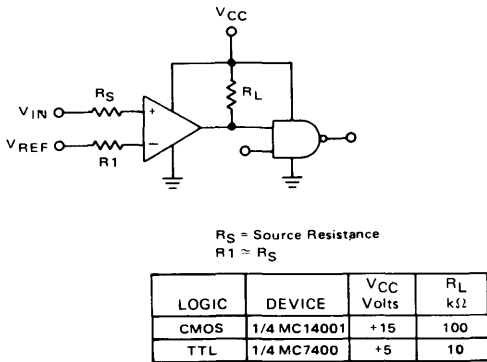 VCC
RS
RL
VIN
+
VREF
−
R1
RS = Source Resistance
R1 ≃ RS
LOGIC DEVICE VCC Volts RL kΩ
CMOS 1/4 MC14001 +15 100
TTL 1/4 MC7400 +5 10